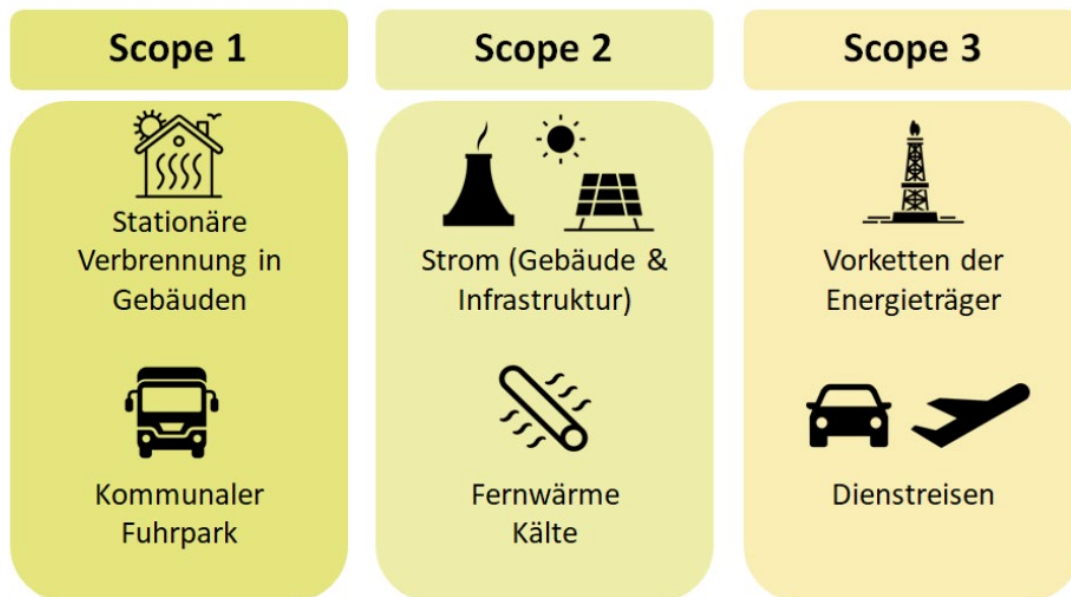 Scope 1
Stationäre
Verbrennung in
Gebäuden
Kommunaler
Fuhrpark
Scope 2
Strom (Gebäude &
Infrastruktur)
Fernwärme
Kälte
Scope 3
Vorketten der
Energieträger
Dienstreisen